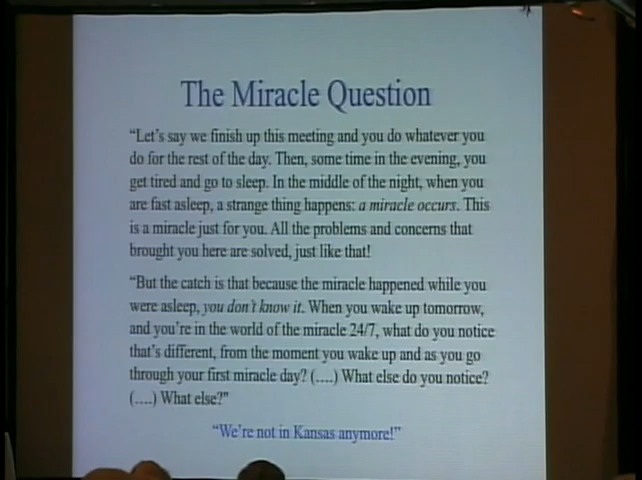 The Miracle Question
“Let’s say we finish up this meeting and you do whatever you
do for the rest of the day. Then, some time in the evening, you
get tired and go to sleep. In the middle of the night, when you
are fast asleep, a strange thing happens: a miracle occurs. This
is a miracle just for you. All the problems and concerns that
brought you here are solved, just like that!
“But the catch is that because the miracle happened while you
were asleep, you don’t know it. When you wake up tomorrow,
and you’re in the world of the miracle 24/7, what do you notice
that’s different, from the moment you wake up and as you go
through your first miracle day? (....) What else do you notice?
(....) What else?”
“We’re not in Kansas anymore!”